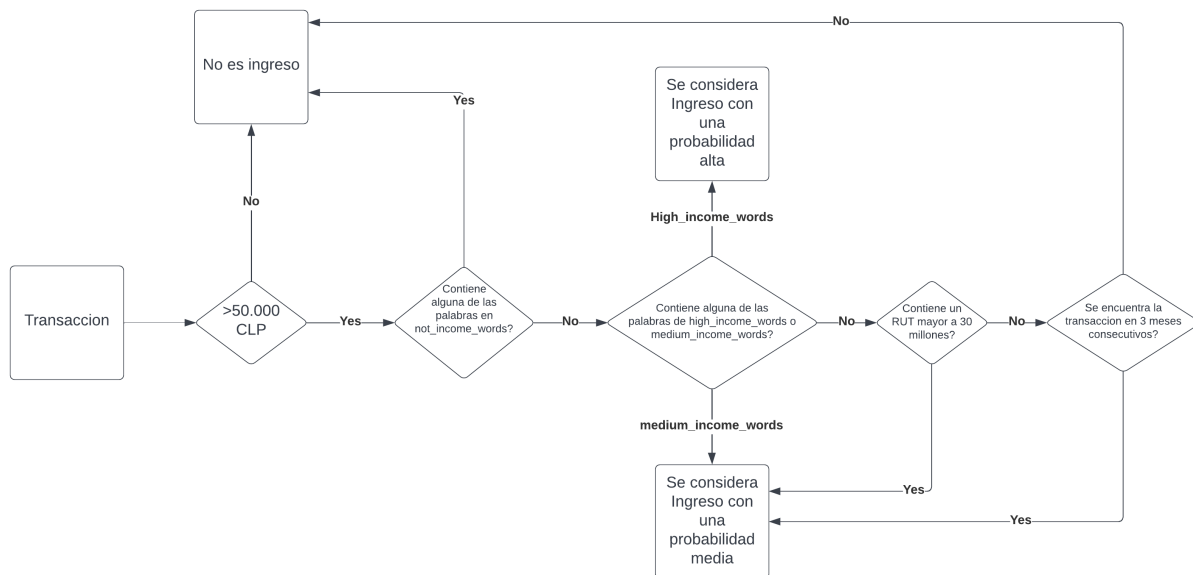 No
No es ingreso
Se considera
Ingreso con
una
probabilidad
alta
Yes
No
High_income_words
Transaccion
>50.000
CLP
Yes
Contiene
alguna de las
palabras en
not_income_words?
No
Contiene alguna de las
palabras de high_income_words o
medium_income_words?
No
Contiene un
RUT mayor a 30
millones?
No
Se encuentra la
transaccion en 3 meses
consecutivos?
medium_income_words
Se considera
Ingreso con
una
probabilidad
media
Yes
Yes